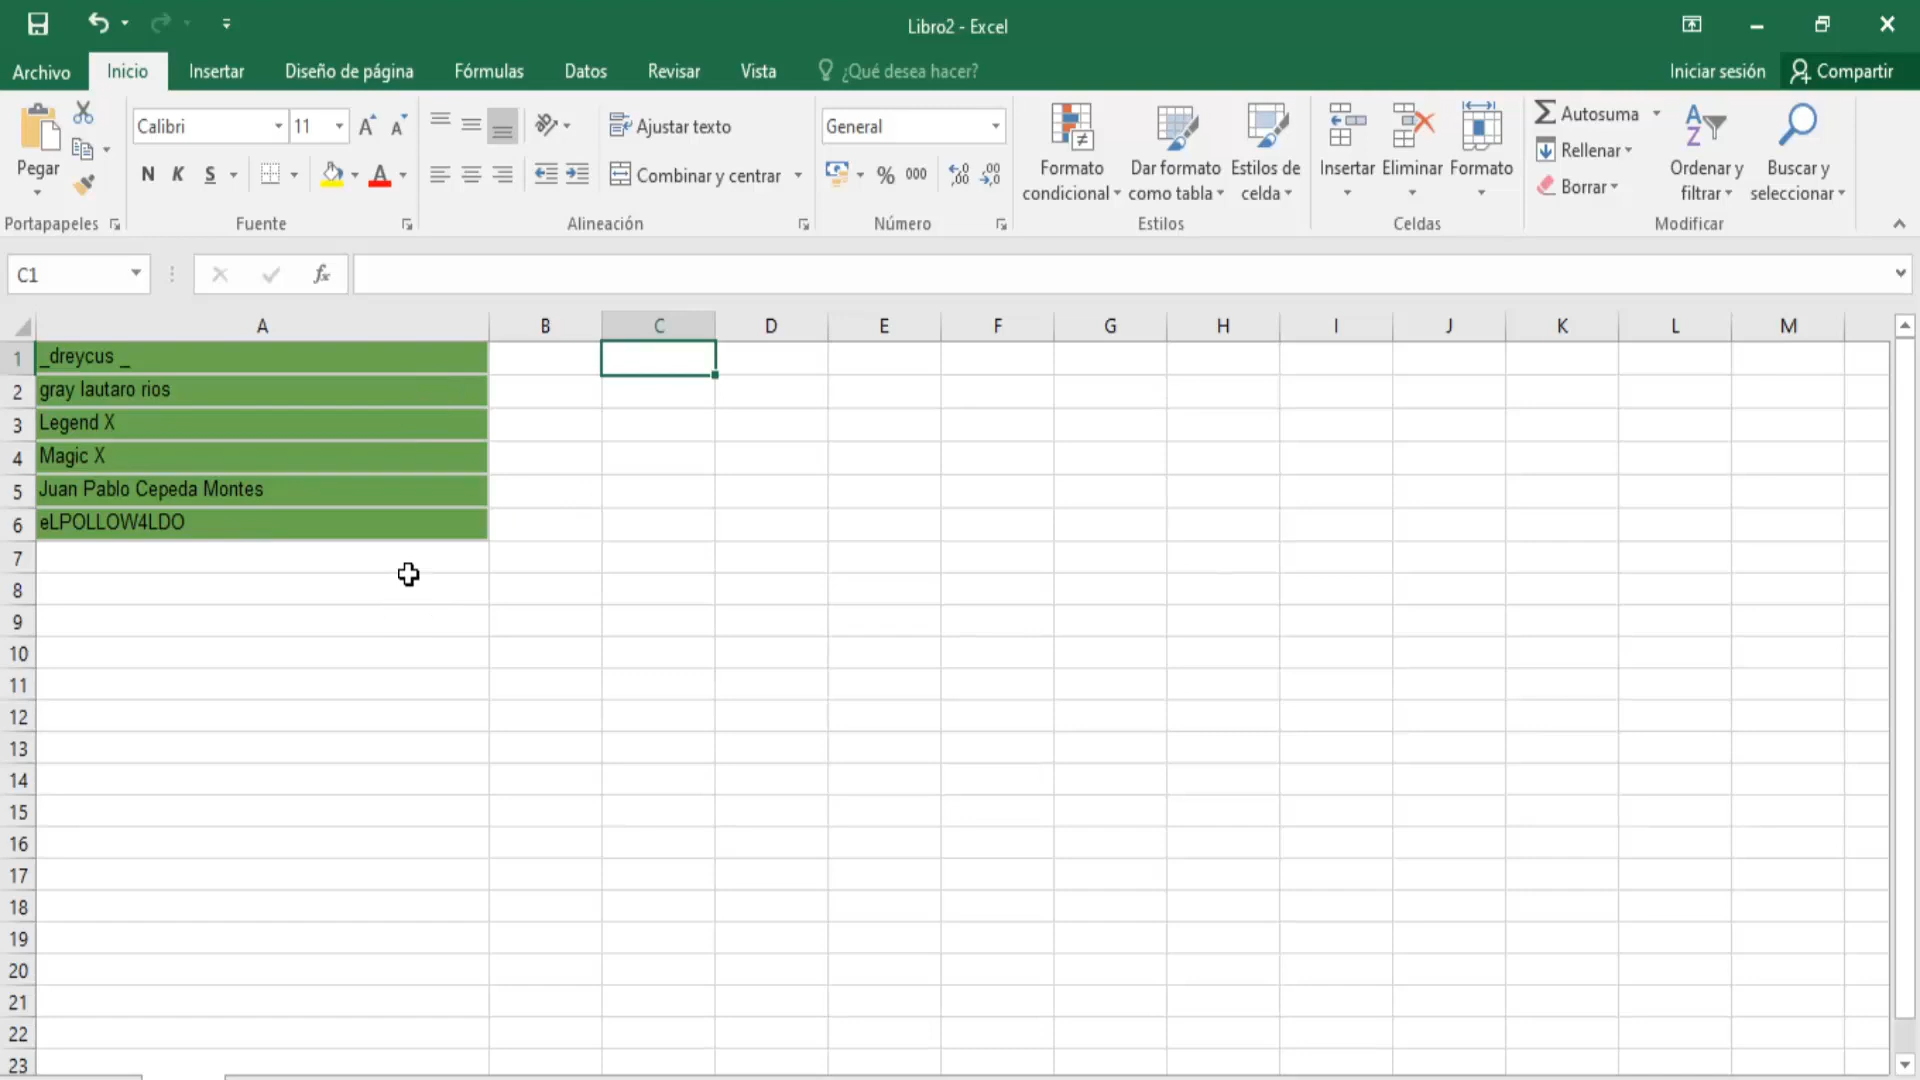 Libro2 - Excel
Archivo Inicio Insertar Diseño de página Fórmulas Datos Revisar Vista ¿Qué desea hacer? Iniciar sesión Compartir
Calibri 11 Ajustar texto General Autosuma
Pegar N K S Combinar y centrar % 000 Formato condicional Dar formato como tabla Estilos de celda Insertar Eliminar Formato Rellenar Borrar Ordenar y filtrar Buscar y seleccionar
Portapapeles Fuente Alineación Número Estilos Celdas Modificar
C1 fx
A B C D E F G H I J K L M
1 _dreycus _
2 gray lautaro rios
3 Legend X
4 Magic X
5 Juan Pablo Cepeda Montes
6 eLPOLLOW4LDO
7
8
9
10
11
12
13
14
15
16
17
18
19
20
21
22
23